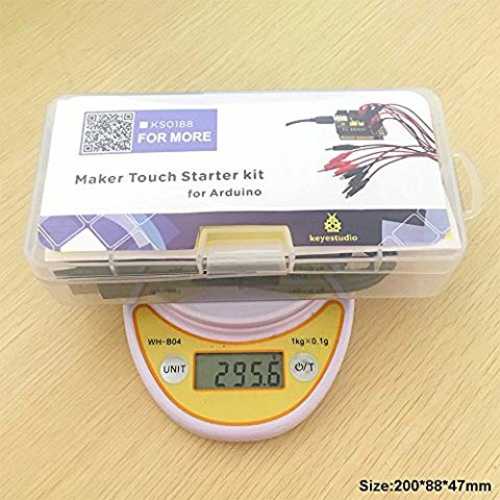 KS0188
FOR MORE
Maker Touch Starter kit
for Arduino
keyestudio
WH-B04
1kg×0.1g
UNIT
295.6
⏻/T
Size:200*88*47mm